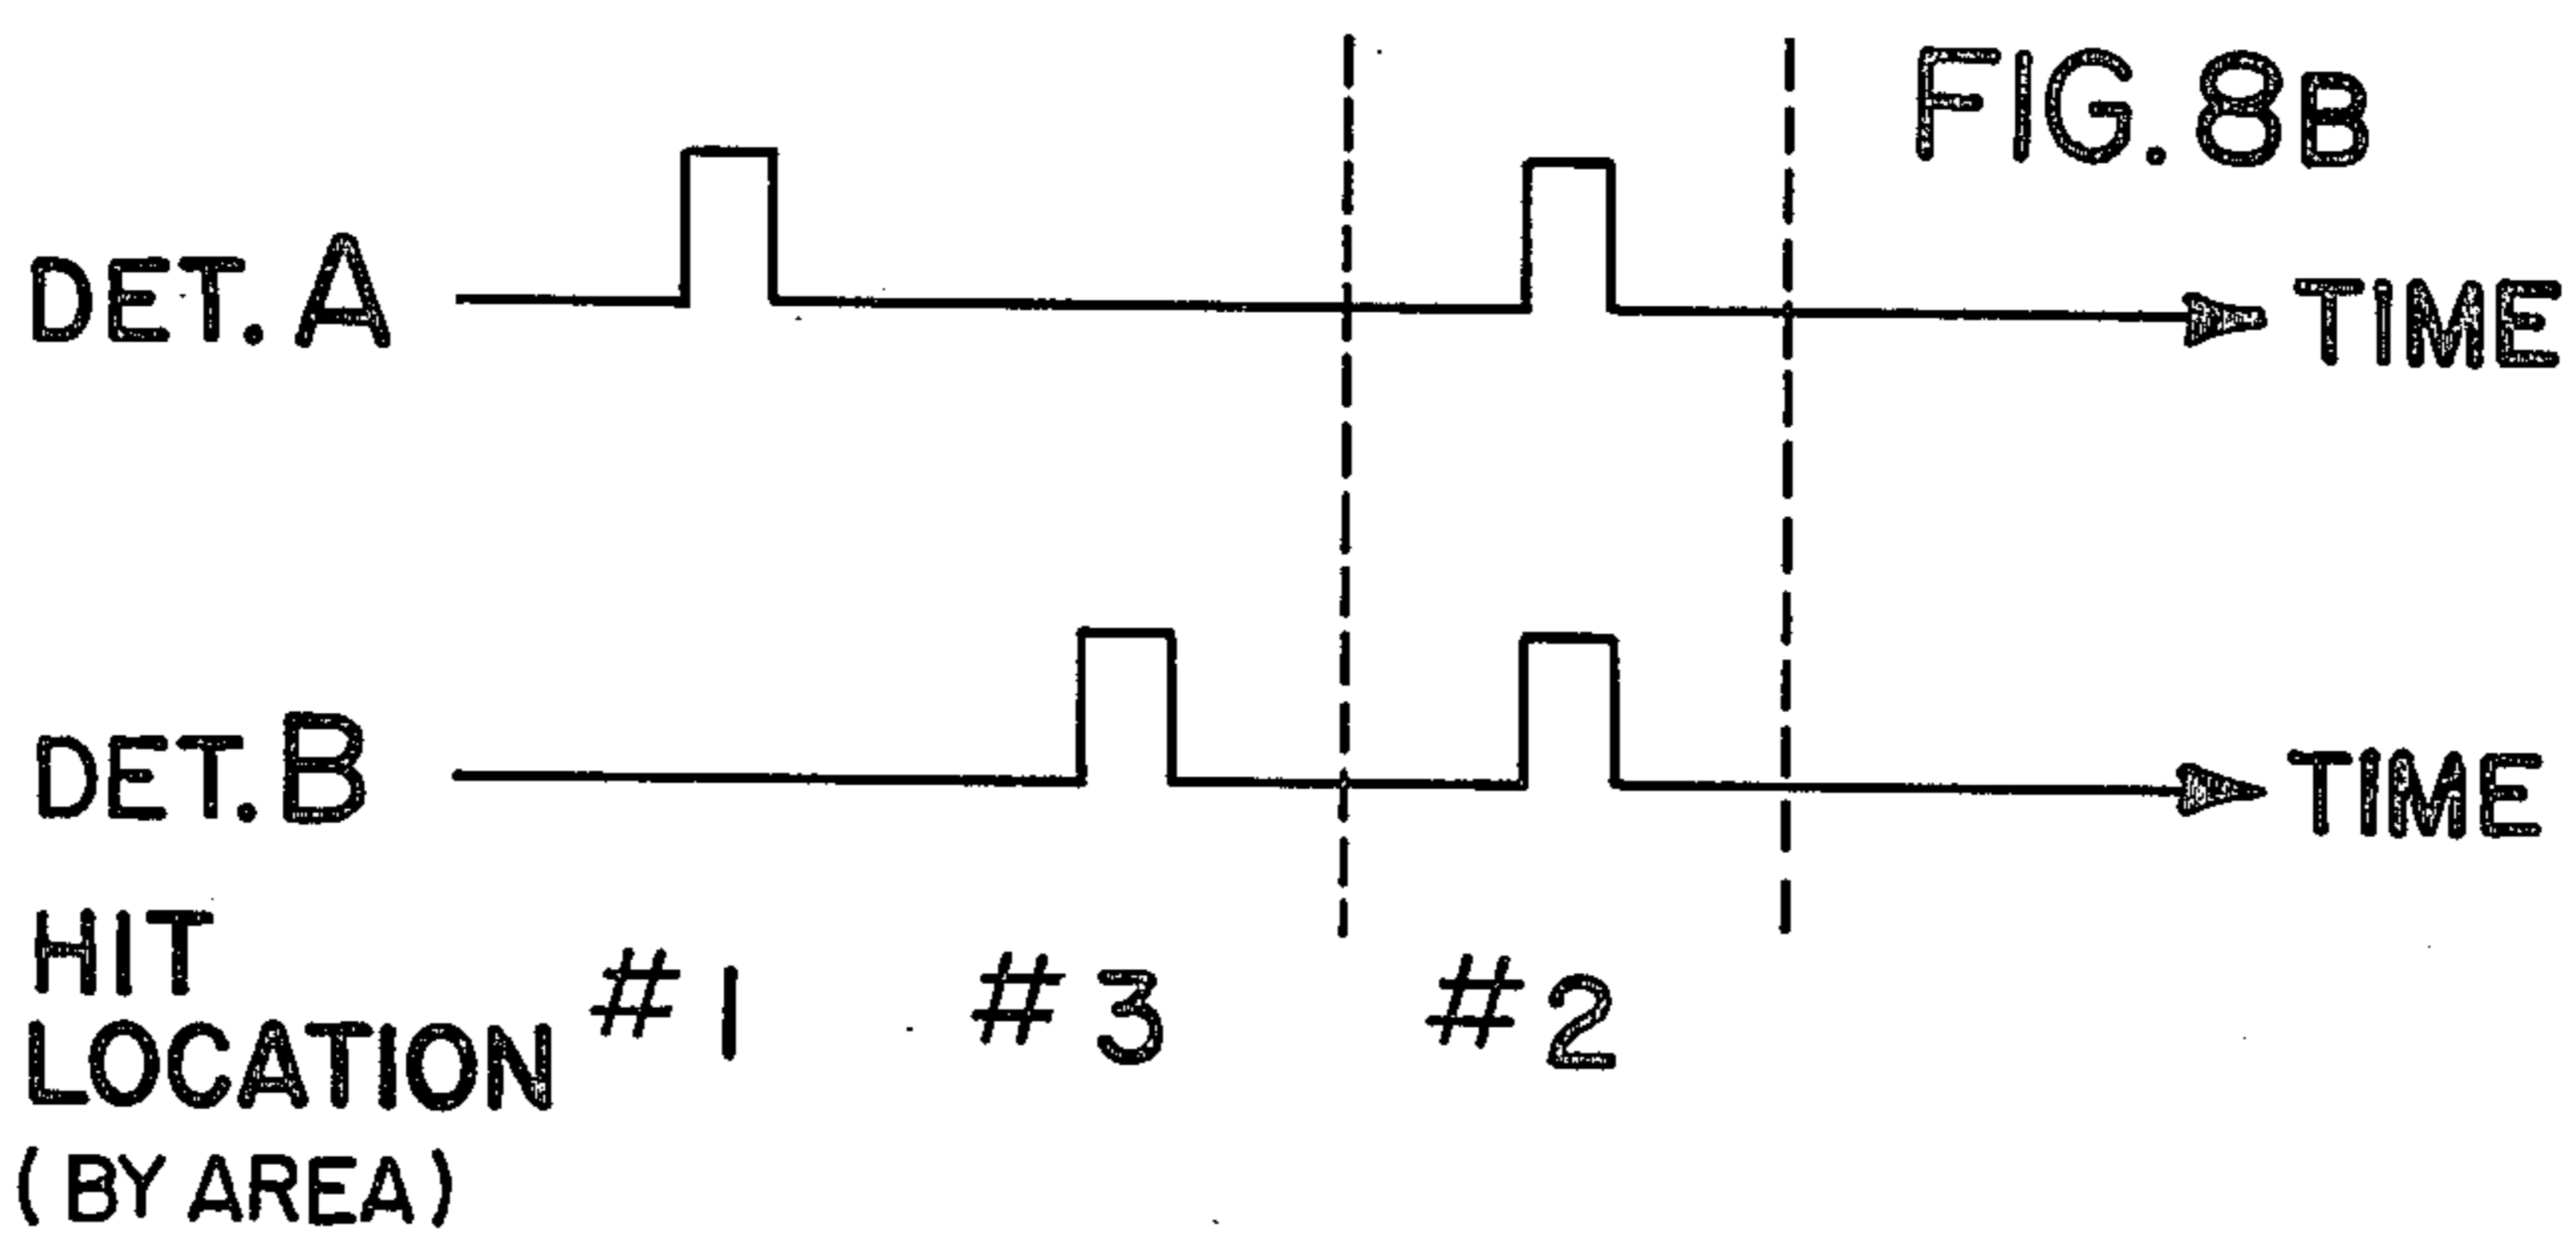 FIG. 8B
DET. A
TIME
DET. B
TIME
HIT
LOCATION
(BY AREA)
#1
#3
#2